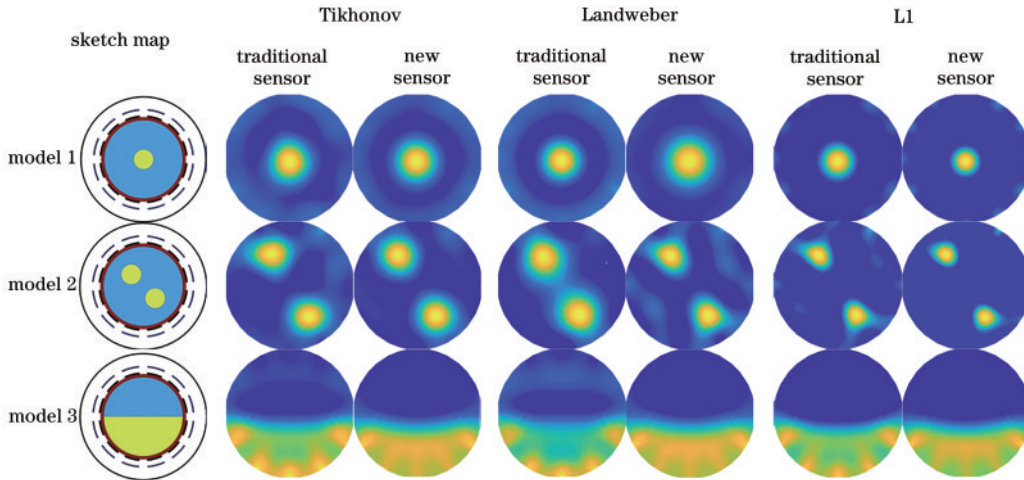 Tikhonov Landweber L1
sketch map
traditional sensor
new sensor
traditional sensor
new sensor
traditional sensor
new sensor
model 1
model 2
model 3